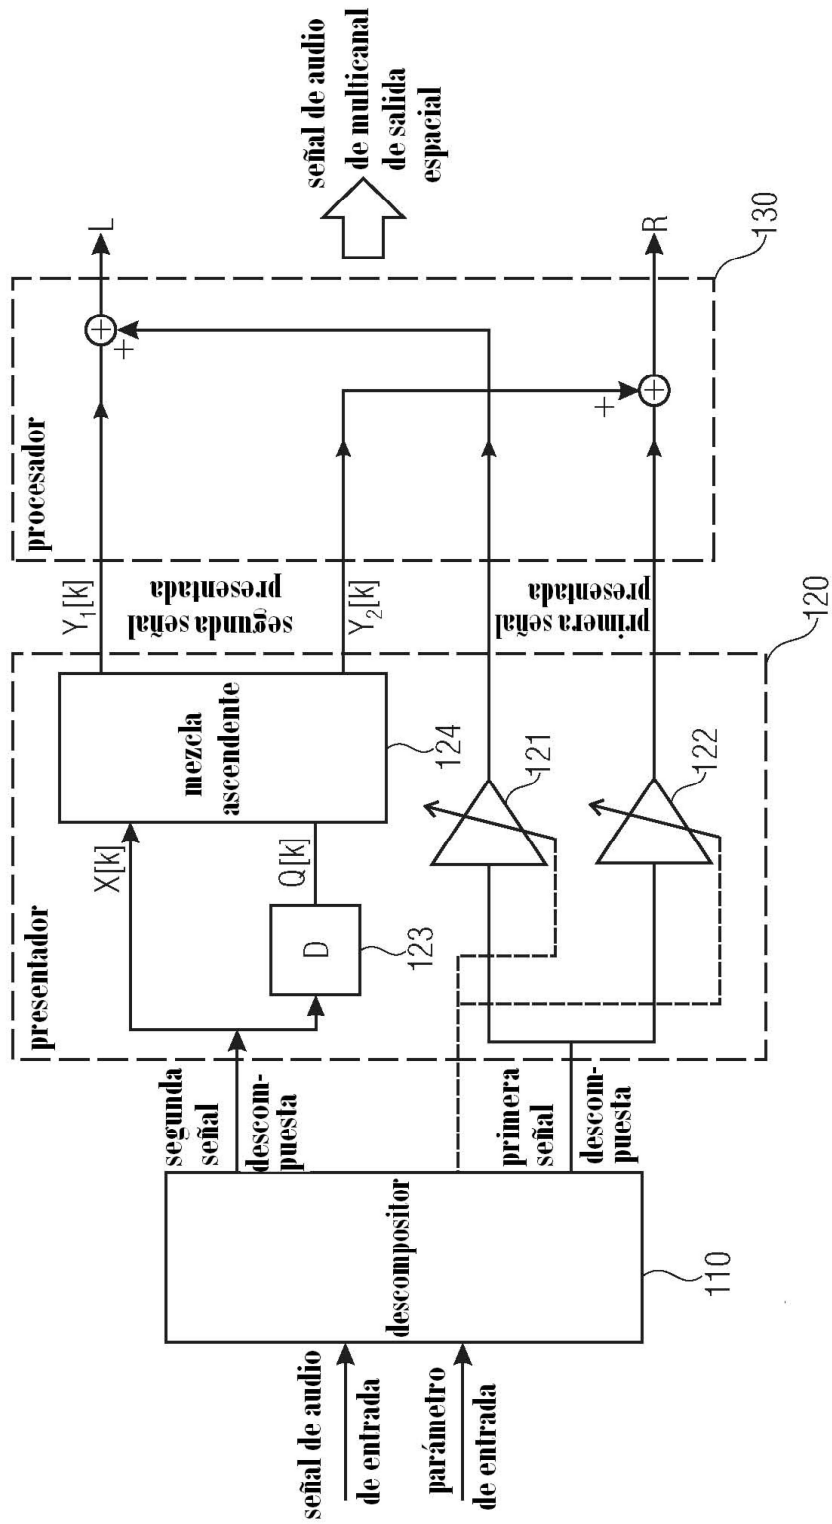 señal de audio
de entrada
parámetro
de entrada
descompositor
110
segunda
señal
descom-
puesta
primera
señal
descom-
puesta
presentador
X[k]
D
123
Q[k]
mezcla
ascendente
124
121
122
120
Y₁[k]
segunda señal
presentada
Y₂[k]
primera señal
presentada
procesador
+
+
+
+
130
L
R
señal de audio
de multicanal
de salida
espacial